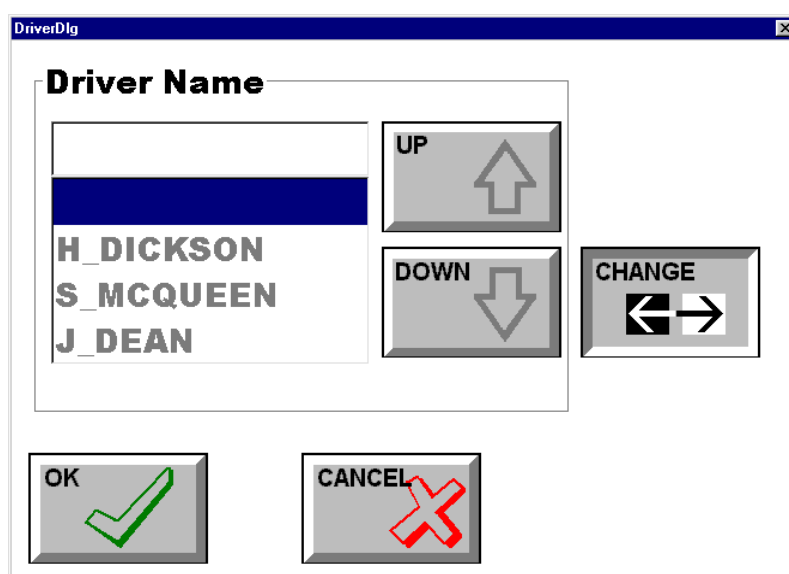 DriverDlg
Driver Name
UP
H_DICKSON
DOWN
CHANGE
S_MCQUEEN
J_DEAN
OK
CANCEL